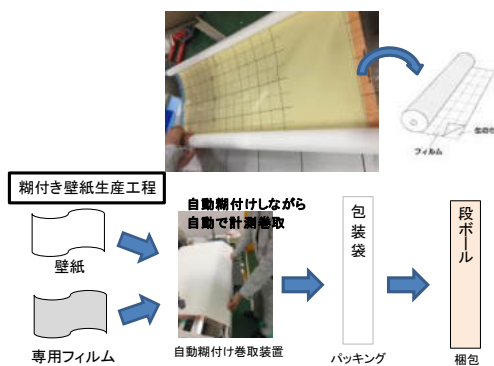 フィルム
糊付き壁紙生産工程
自動糊付けしながら
自動で計測巻取
壁紙
専用フィルム
自動糊付け巻取装置
包装袋
パッキング
段ボール
梱包